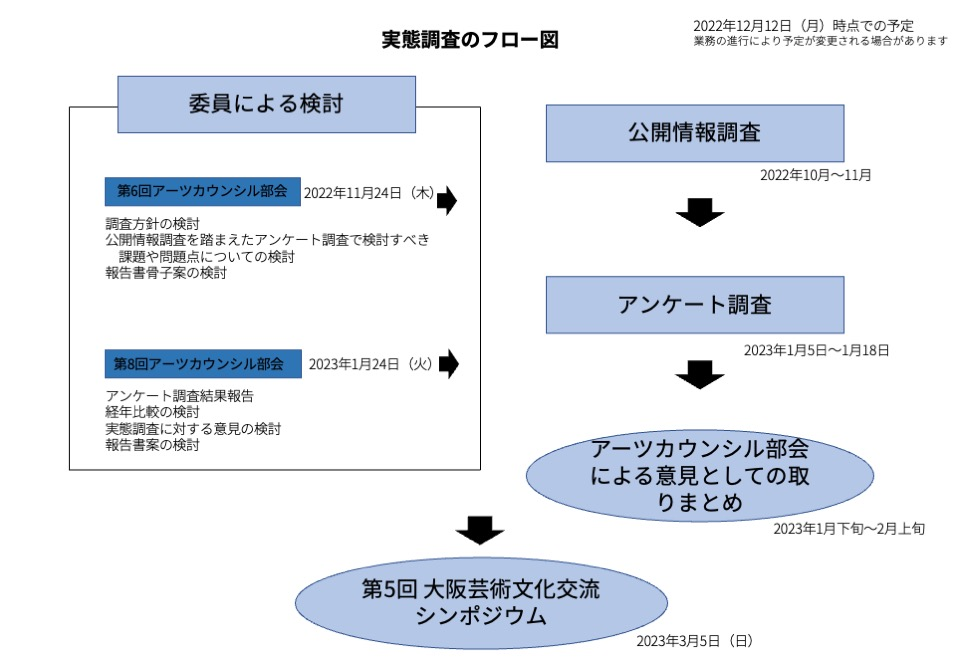 実態調査のフロー図
2022年12月12日（月）時点での予定
業務の進行により予定が変更される場合があります
委員による検討
第6回アーツカウンシル部会 2022年11月24日（木）
調査方針の検討
公開情報調査を踏まえたアンケート調査で検討すべき
課題や問題点についての検討
報告書骨子案の検討
第8回アーツカウンシル部会 2023年1月24日（火）
アンケート調査結果報告
経年比較の検討
実態調査に対する意見の検討
報告書案の検討
公開情報調査
2022年10月～11月
アンケート調査
2023年1月5日～1月18日
アーツカウンシル部会
による意見としての取
りまとめ
2023年1月下旬～2月上旬
第5回 大阪芸術文化交流
シンポジウム
2023年3月5日（日）